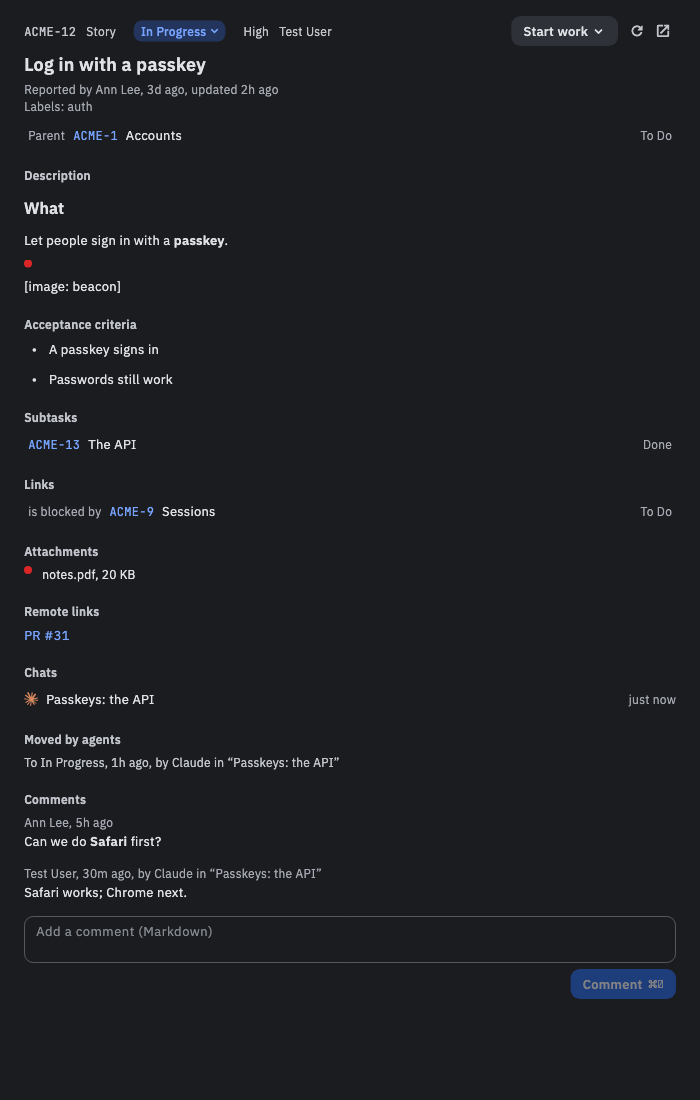 ACME-12 Story In Progress High Test User Start work
Log in with a passkey
Reported by Ann Lee, 3d ago, updated 2h ago
Labels: auth
Parent ACME-1 Accounts To Do
Description
What
Let people sign in with a passkey.
[image: beacon]
Acceptance criteria
• A passkey signs in
• Passwords still work
Subtasks
ACME-13 The API Done
Links
is blocked by ACME-9 Sessions To Do
Attachments
notes.pdf, 20 KB
Remote links
PR #31
Chats
Passkeys: the API just now
Moved by agents
To In Progress, 1h ago, by Claude in “Passkeys: the API”
Comments
Ann Lee, 5h ago
Can we do Safari first?
Test User, 30m ago, by Claude in “Passkeys: the API”
Safari works; Chrome next.
Add a comment (Markdown)
Comment ⌘